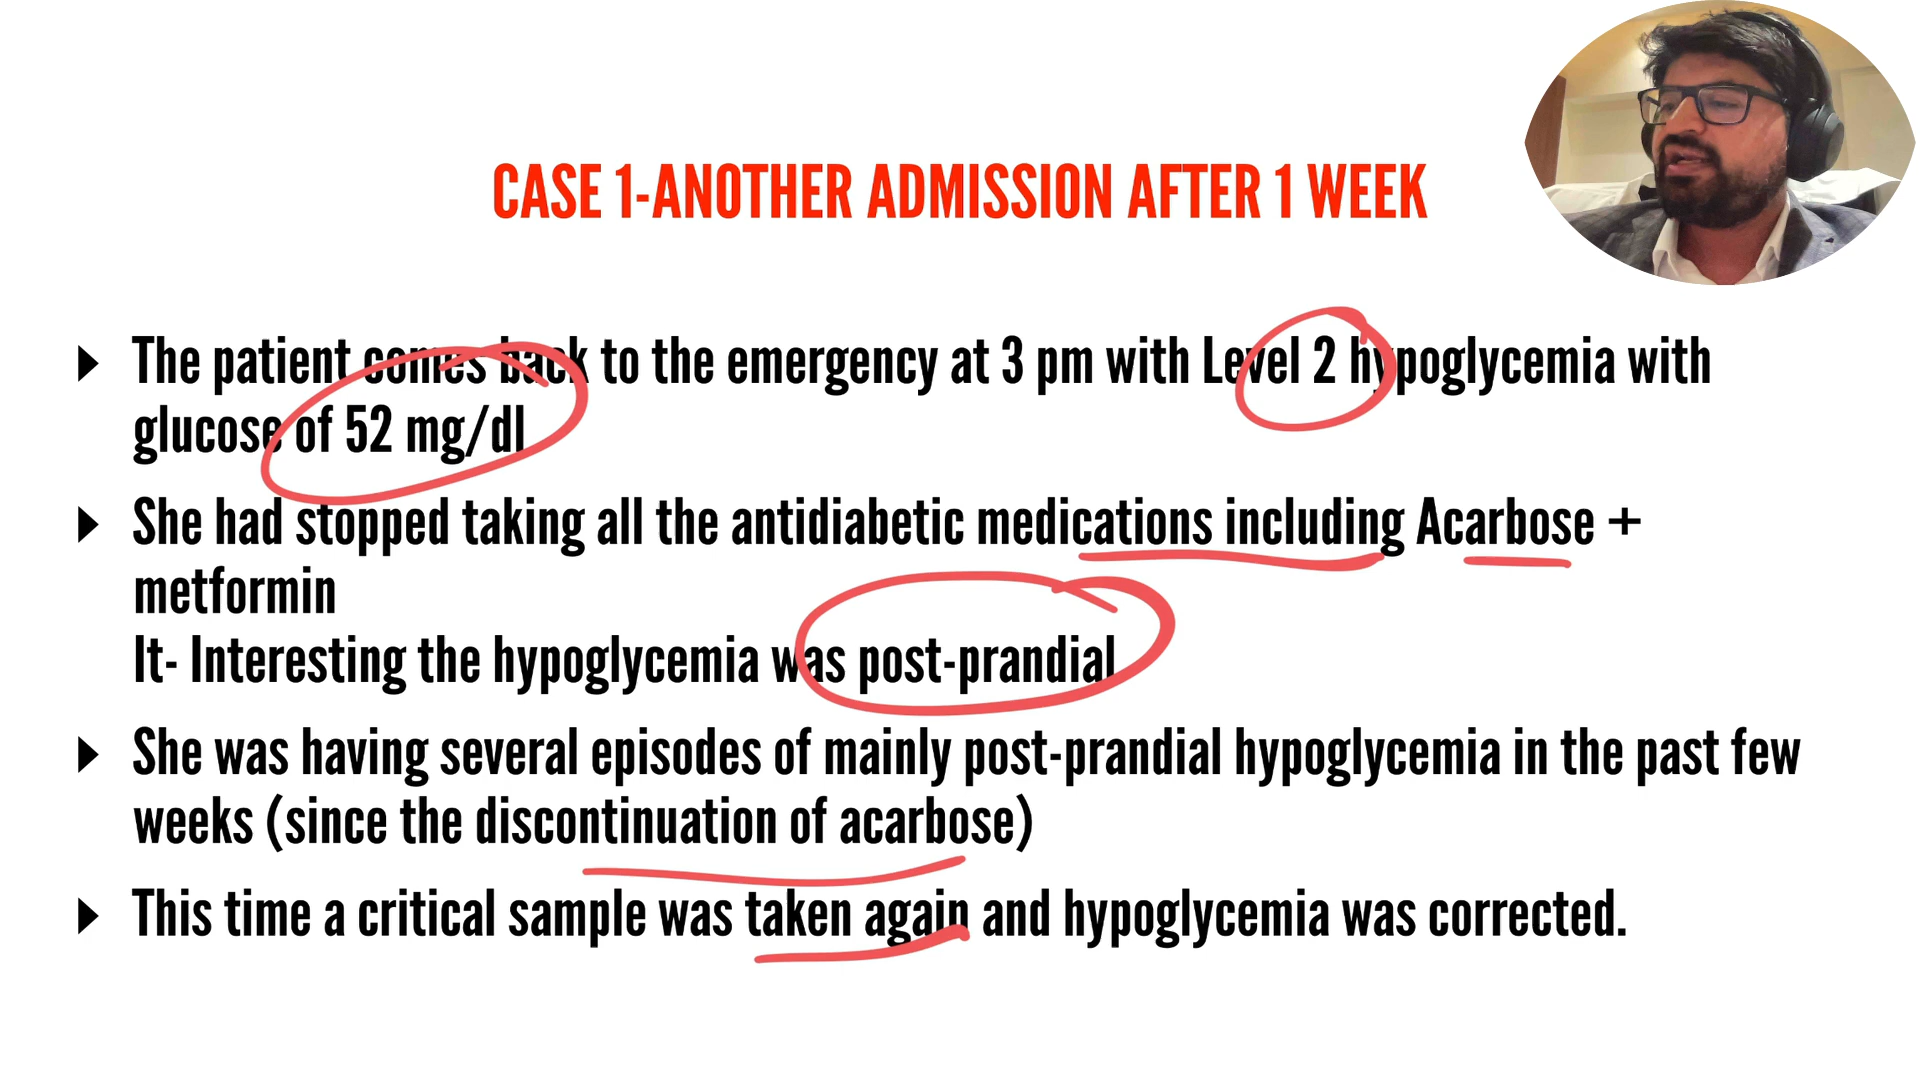 CASE 1-ANOTHER ADMISSION AFTER 1 WEEK
The patient comes back to the emergency at 3 pm with Level 2 hypoglycemia with
glucose of 52 mg/dl
She had stopped taking all the antidiabetic medications including Acarbose +
metformin
It- Interesting the hypoglycemia was post-prandial
She was having several episodes of mainly post-prandial hypoglycemia in the past few
weeks (since the discontinuation of acarbose)
This time a critical sample was taken again and hypoglycemia was corrected.